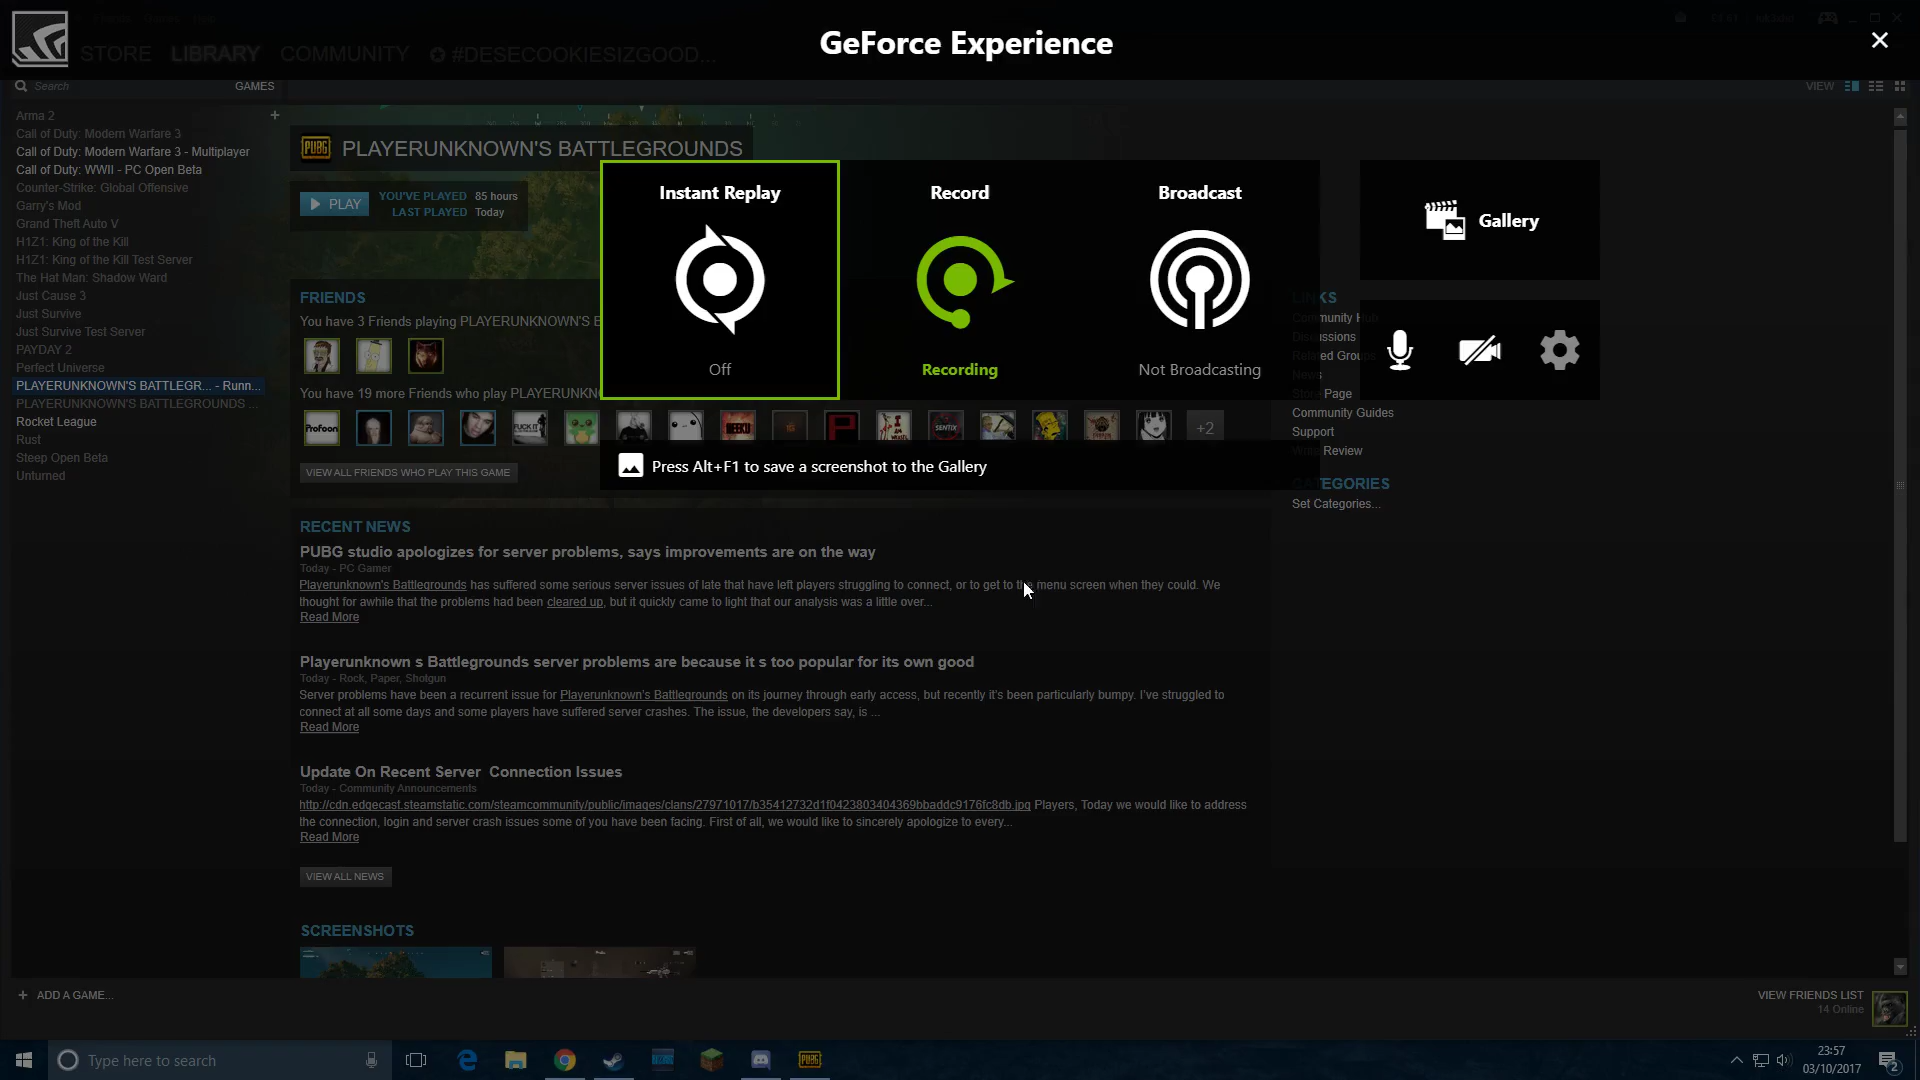 GeForce Experience
STORE LIBRARY COMMUNITY #DESECOOKIESIZGOOD...
Search
GAMES
VIEW
Arma 2
Call of Duty: Modern Warfare 3
Call of Duty: Modern Warfare 3 - Multiplayer
Call of Duty: WWII - PC Open Beta
Counter-Strike: Global Offensive
Garry's Mod
Grand Theft Auto V
H1Z1: King of the Kill
H1Z1: King of the Kill Test Server
The Hat Man: Shadow Ward
Just Cause 3
Just Survive
Just Survive Test Server
PAYDAY 2
Perfect Universe
PLAYERUNKNOWN'S BATTLEGR... - Runn...
PLAYERUNKNOWN'S BATTLEGROUNDS ...
Rocket League
Rust
Steep Open Beta
Unturned
PUBG
PLAYERUNKNOWN'S BATTLEGROUNDS
PLAY
YOU'VE PLAYED 85 hours
LAST PLAYED Today
Instant Replay
Off
Record
Recording
Broadcast
Not Broadcasting
Gallery
Press Alt+F1 to save a screenshot to the Gallery
FRIENDS
You have 3 Friends playing PLAYERUNKNOWN'S B
You have 19 more Friends who play PLAYERUNKN
+2
VIEW ALL FRIENDS WHO PLAY THIS GAME
LINKS
Community Hub
Discussions
Related Groups
News
Store Page
Community Guides
Support
Write Review
CATEGORIES
Set Categories...
RECENT NEWS
PUBG studio apologizes for server problems, says improvements are on the way
Today - PC Gamer
Playerunknown's Battlegrounds has suffered some serious server issues of late that have left players struggling to connect, or to get to the menu screen when they could. We
thought for awhile that the problems had been cleared up, but it quickly came to light that our analysis was a little over...
Read More
Playerunknown s Battlegrounds server problems are because it s too popular for its own good
Today - Rock, Paper, Shotgun
Server problems have been a recurrent issue for Playerunknown's Battlegrounds on its journey through early access, but recently it's been particularly bumpy. I've struggled to
connect at all some days and some players have suffered server crashes. The issue, the developers say, is ...
Read More
Update On Recent Server Connection Issues
Today - Community Announcements
http://cdn.edgecast.steamstatic.com/steamcommunity/public/images/clans/27971017/b35412732d1f0423803404369bbaddc9176fc8db.jpg Players, Today we would like to address
the connection, login and server crash issues some of you have been facing. First of all, we would like to sincerely apologize to every...
Read More
VIEW ALL NEWS
SCREENSHOTS
+ ADD A GAME...
VIEW FRIENDS LIST
14 Online
Type here to search
PUBG
23:57
03/10/2017
2